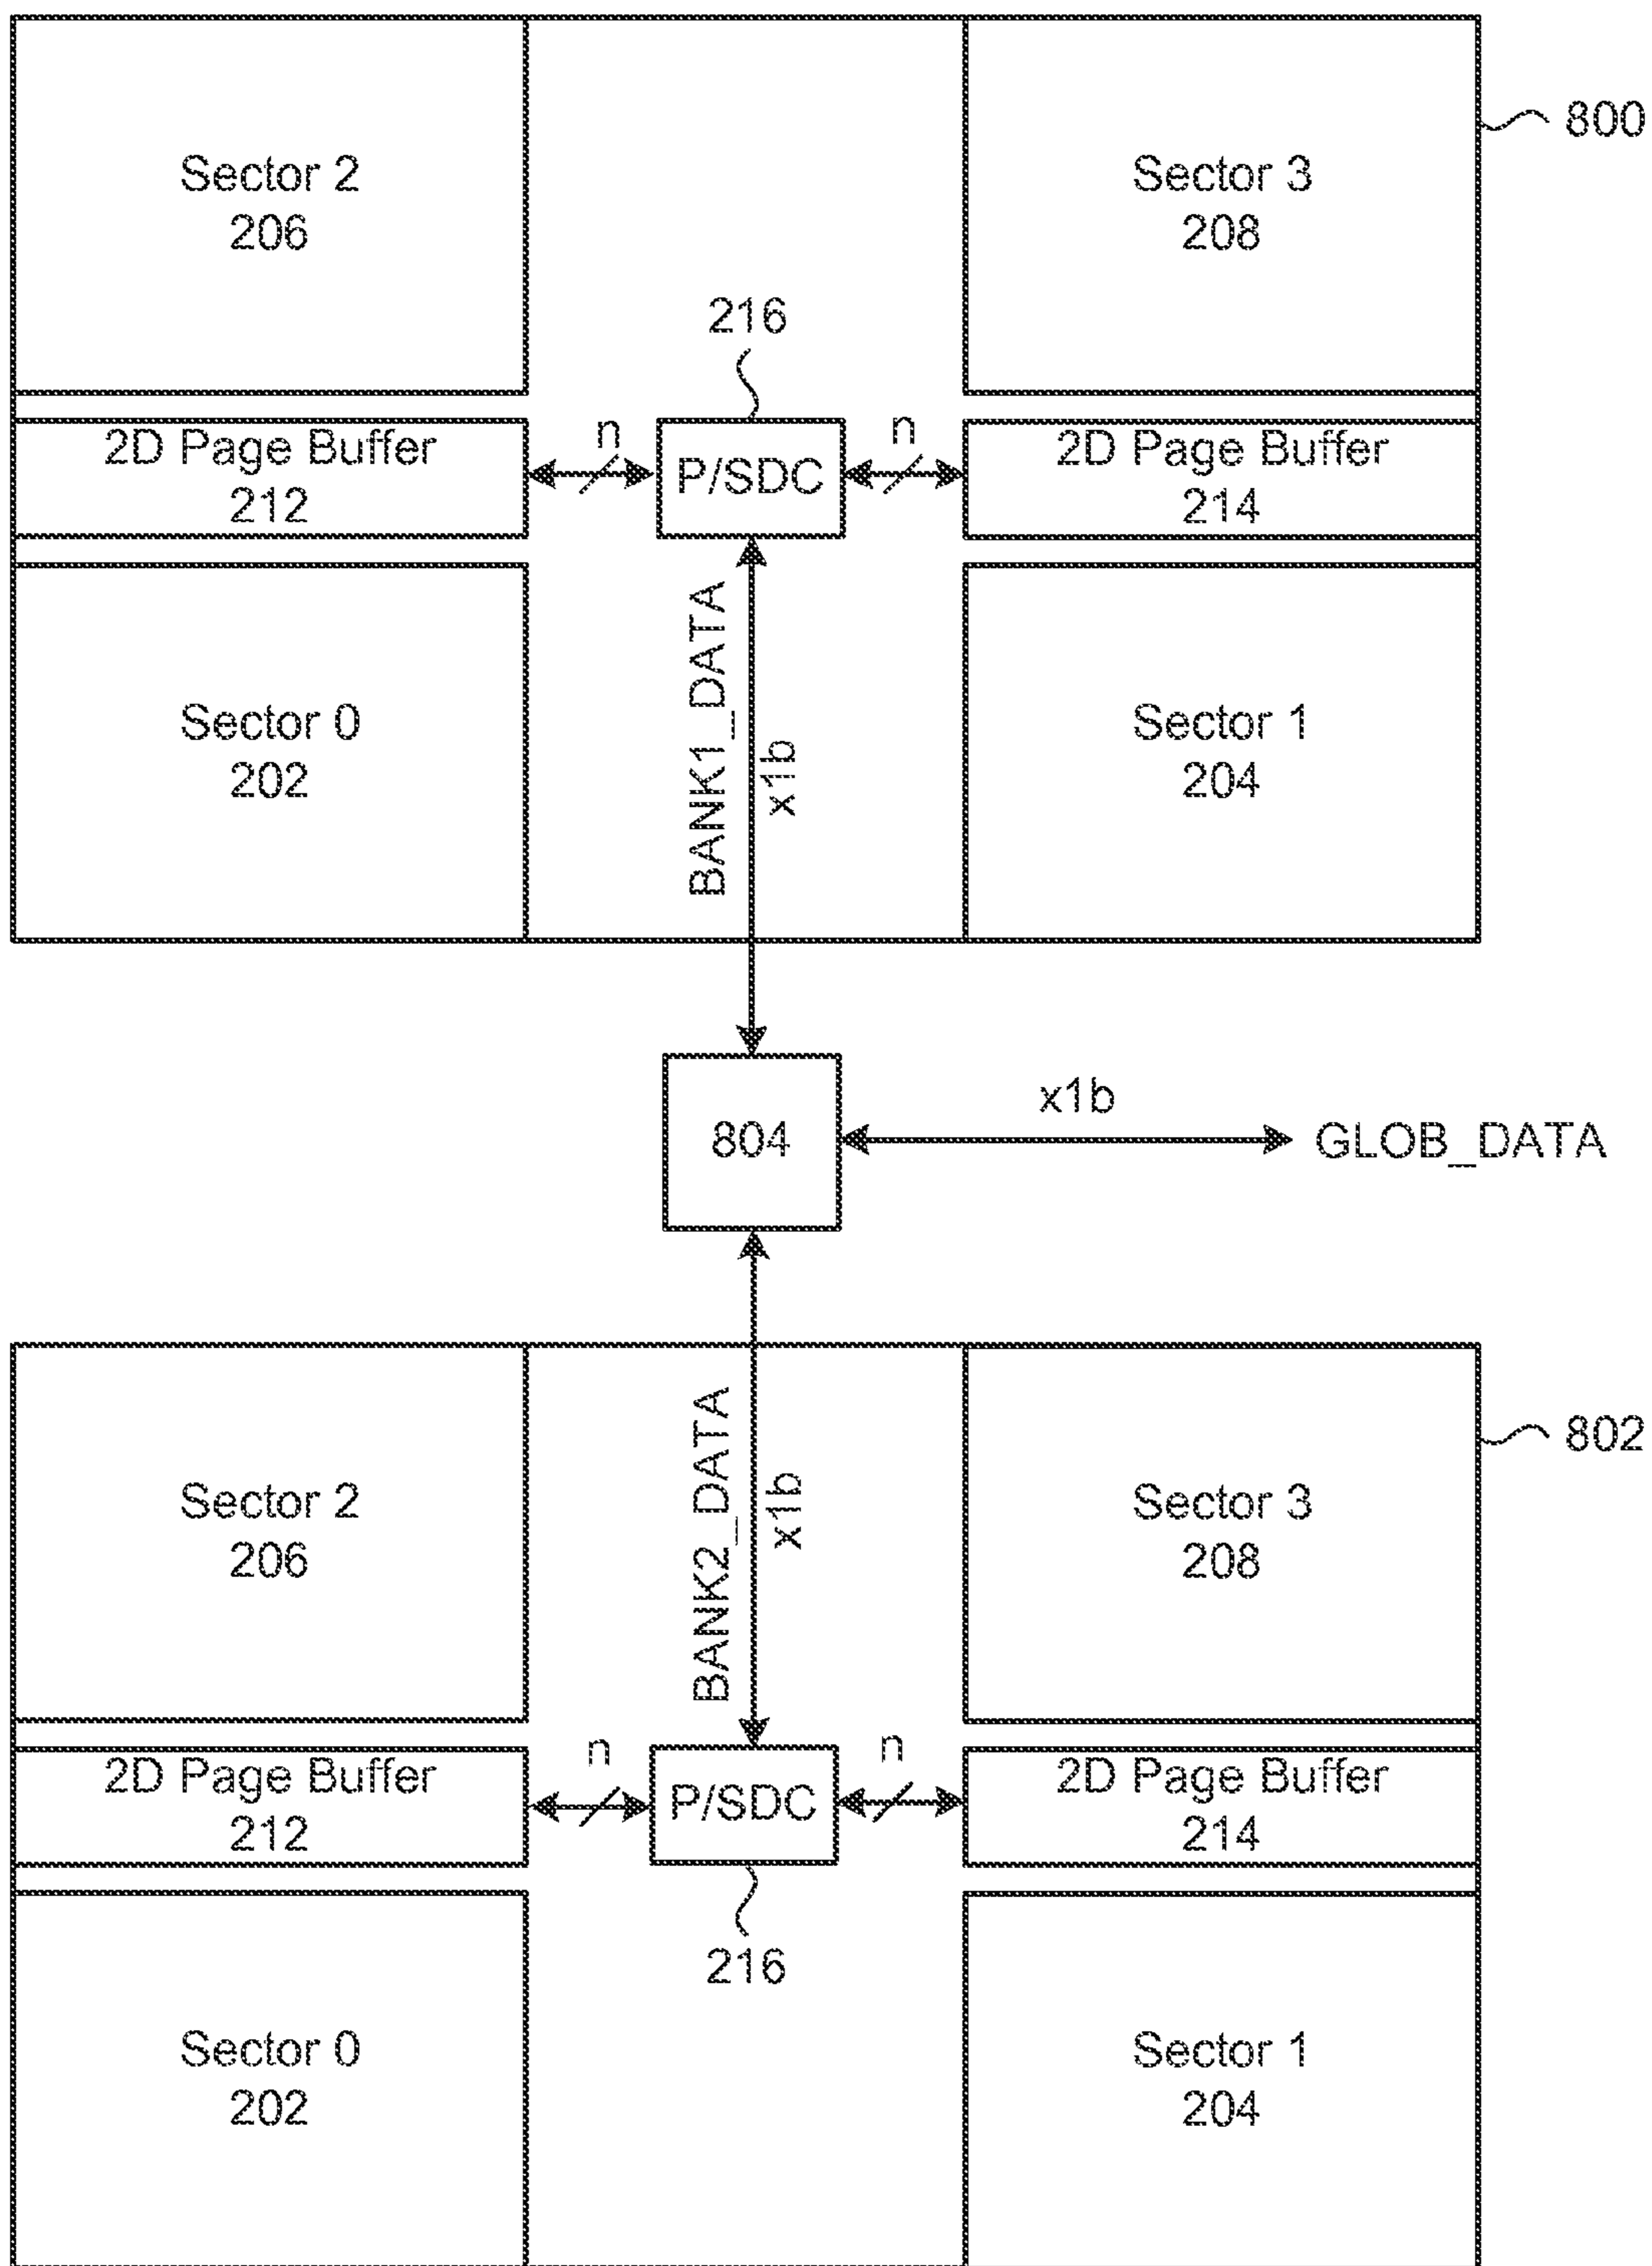 Sector 2
206
Sector 3
208
800
216
2D Page Buffer
212
n
P/SDC
n
2D Page Buffer
214
Sector 0
202
BANK1_DATA
x1b
Sector 1
204
804
x1b
GLOB_DATA
Sector 2
206
BANK2_DATA
x1b
Sector 3
208
802
2D Page Buffer
212
n
P/SDC
n
2D Page Buffer
214
216
Sector 0
202
Sector 1
204